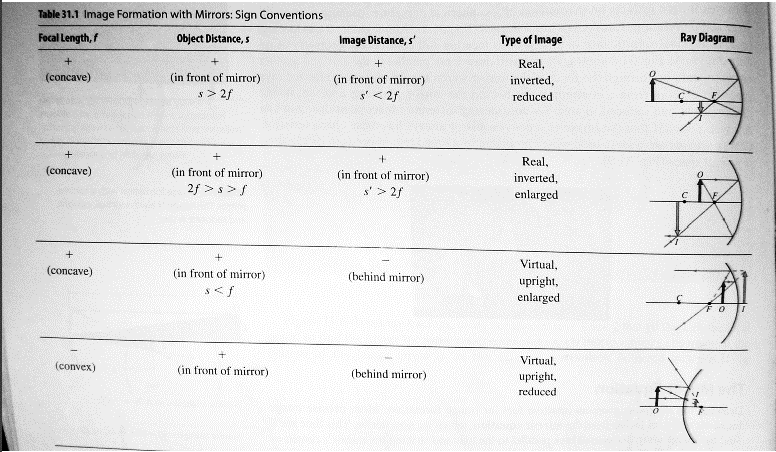 Table 31.1 Image Formation with Mirrors: Sign Conventions
Focal Length, f Object Distance, s Image Distance, s′ Type of Image Ray Diagram
+ + + Real,
(concave) (in front of mirror) (in front of mirror) inverted,
s > 2f s′ < 2f reduced
O
C F
I
+ + + Real,
(concave) (in front of mirror) (in front of mirror) inverted,
2f > s > f s′ > 2f enlarged
O
C F
I
+ + − Virtual,
(concave) (in front of mirror) (behind mirror) upright,
s < f enlarged
C F O I
− + − Virtual,
(convex) (in front of mirror) (behind mirror) upright,
reduced
I
O F